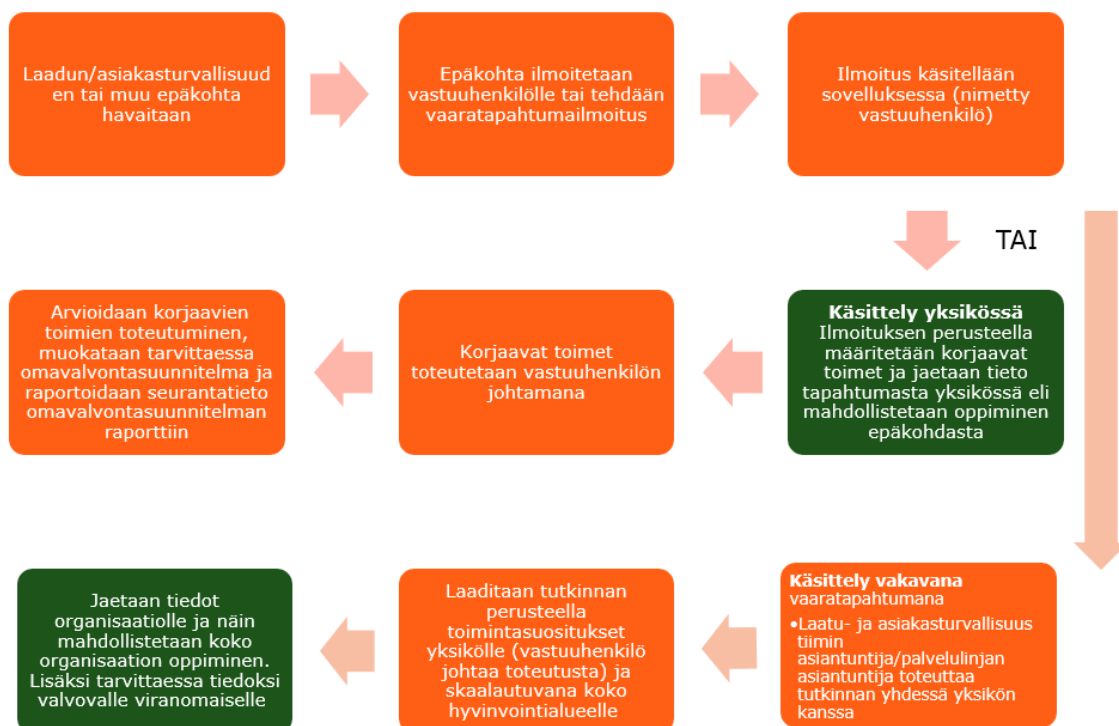 Laadun/asiakasturvallisuud
en tai muu epäkohta
havaitaan
Epäkohta ilmoitetaan
vastuuhenkilölle tai tehdään
vaaratapahtumailmoitus
Ilmoitus käsitellään
sovelluksessa (nimetty
vastuuhenkilö)
TAI
Käsittely yksikössä
Ilmoituksen perusteella
määritetään korjaavat
toimet ja jaetaan tieto
tapahtumasta yksikössä eli
mahdollistetaan oppiminen
epäkohdasta
Korjaavat toimet
toteutetaan vastuuhenkilön
johtamana
Arvioidaan korjaavien
toimien toteutuminen,
muokataan tarvittaessa
omavalvontasuunnitelma ja
raportoidaan seurantatieto
omavalvontasuunnitelman
raporttiin
Käsittely vakavana
vaaratapahtumana
•Laatu- ja asiakasturvallisuus
tiimin
asiantuntija/palvelulinjan
asiantuntija toteuttaa
tutkinnan yhdessä yksikön
kanssa
Laaditaan tutkinnan
perusteella
toimintasuositukset
yksikölle (vastuuhenkilö
johtaa toteutusta) ja
skaalautuvana koko
hyvinvointialueelle
Jaetaan tiedot
organisaatiolle ja näin
mahdollistetaan koko
organisaation oppiminen.
Lisäksi tarvittaessa tiedoksi
valvovalle viranomaiselle